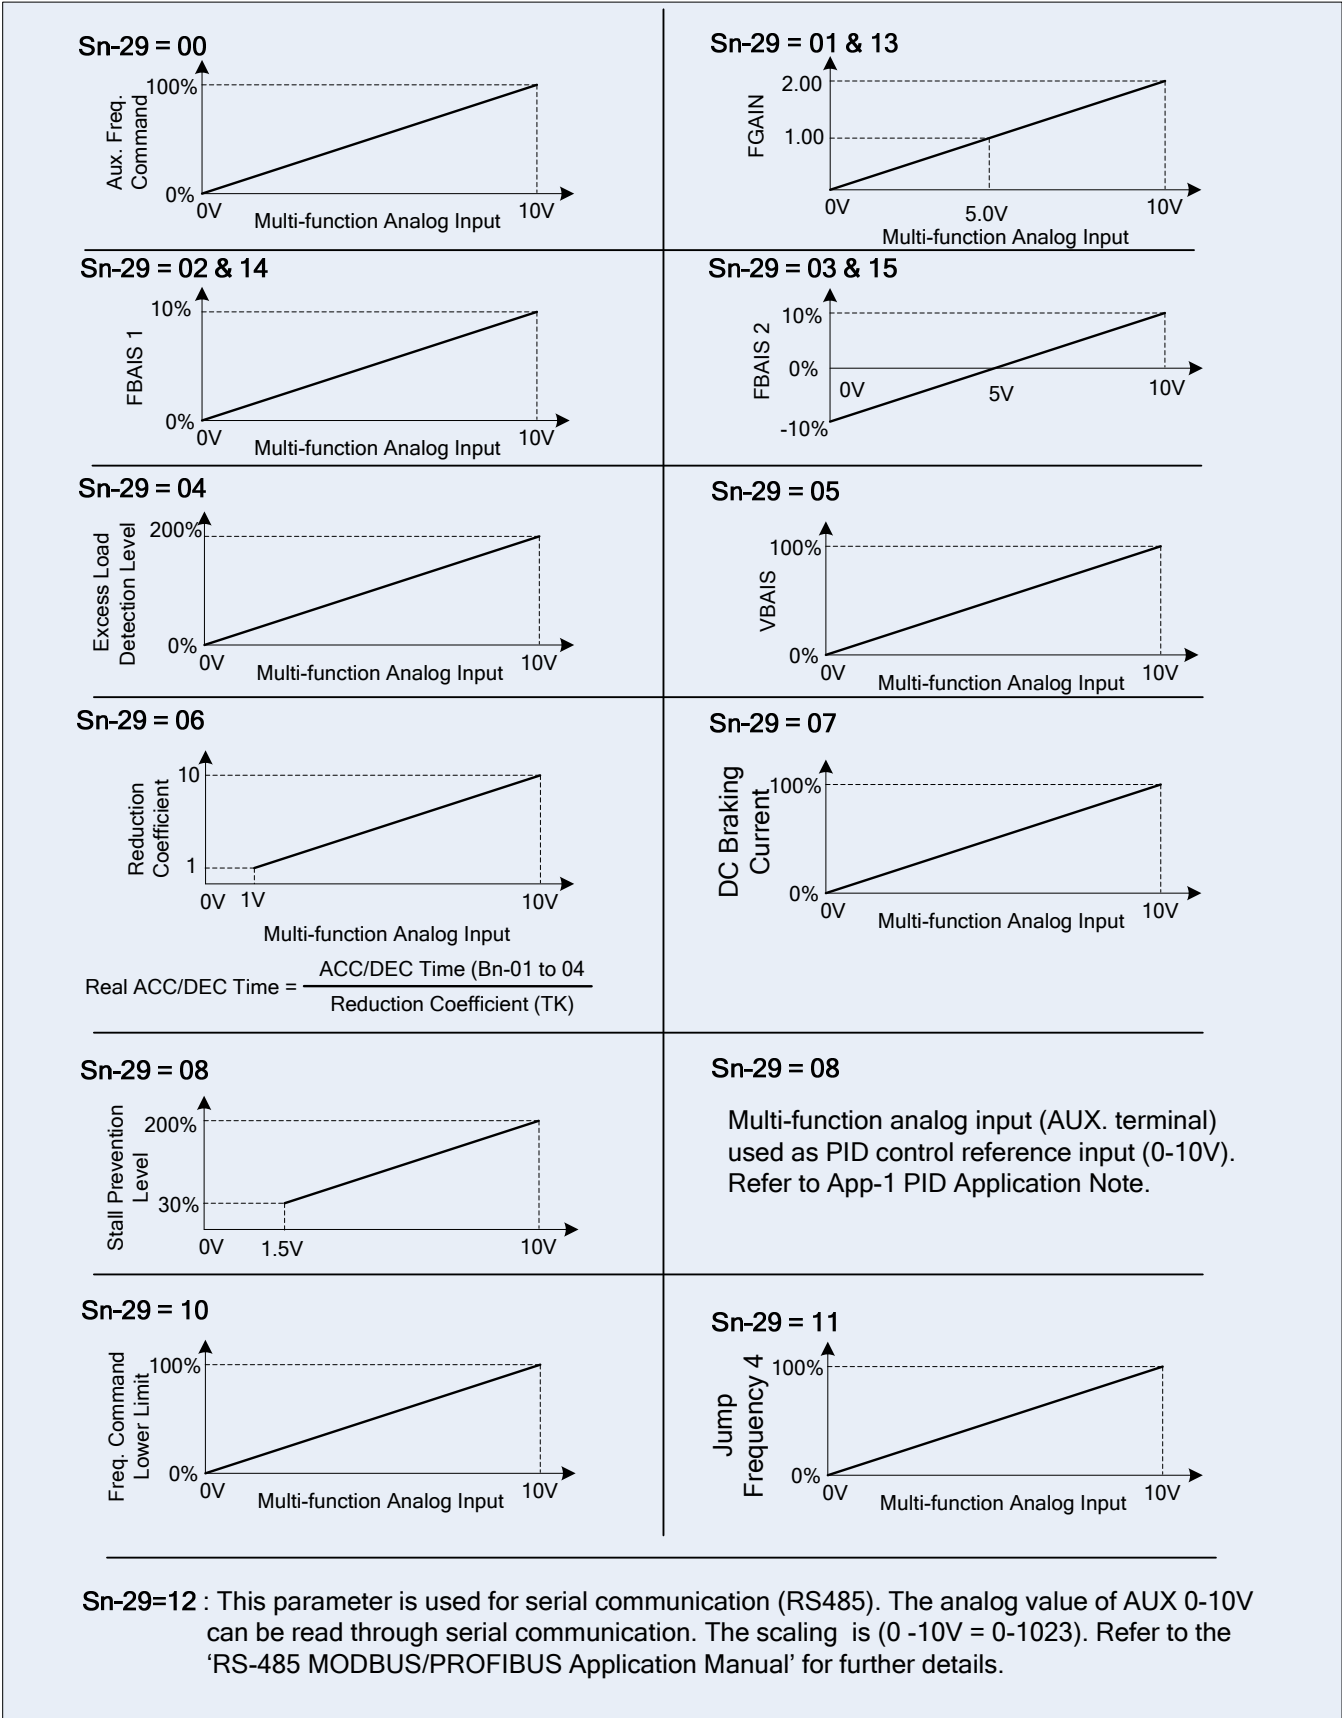 Sn-29 = 00
100%
Aux. Freq.
Command
0%
0V
10V
Multi-function Analog Input
Sn-29 = 01 & 13
2.00
FGAIN
1.00
0V
5.0V
10V
Multi-function Analog Input
Sn-29 = 02 & 14
10%
FBAIS 1
0%
0V
10V
Multi-function Analog Input
Sn-29 = 03 & 15
10%
FBAIS 2
0%
0V
5V
10V
-10%
Sn-29 = 04
200%
Excess Load
Detection Level
0%
0V
10V
Multi-function Analog Input
Sn-29 = 05
100%
VBAIS
0%
0V
10V
Multi-function Analog Input
Sn-29 = 06
10
Reduction
Coefficient
1
0V
1V
10V
Multi-function Analog Input
Real ACC/DEC Time =
ACC/DEC Time (Bn-01 to 04
Reduction Coefficient (TK)
Sn-29 = 07
DC Braking
Current
100%
0%
0V
10V
Multi-function Analog Input
Sn-29 = 08
200%
Stall Prevention
Level
30%
0V
1.5V
10V
Sn-29 = 08
Multi-function analog input (AUX. terminal)
used as PID control reference input (0-10V).
Refer to App-1 PID Application Note.
Sn-29 = 10
100%
Freq. Command
Lower Limit
0%
0V
10V
Multi-function Analog Input
Sn-29 = 11
100%
Jump
Frequency 4
0%
0V
10V
Multi-function Analog Input
Sn-29=12 : This parameter is used for serial communication (RS485). The analog value of AUX 0-10V
can be read through serial communication. The scaling is (0 -10V = 0-1023). Refer to the
‘RS-485 MODBUS/PROFIBUS Application Manual’ for further details.